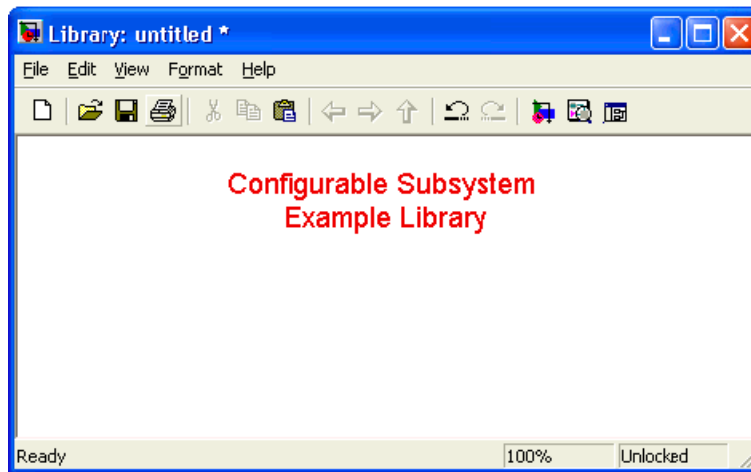 Library: untitled *
File Edit View Format Help
Configurable Subsystem
Example Library
Ready 100% Unlocked